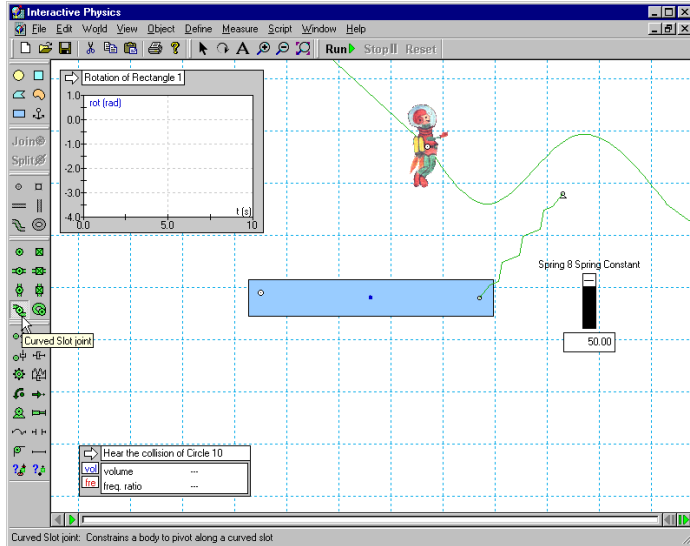 Interactive Physics
File Edit World View Object Define Measure Script Window Help
A Run Stop Reset
Rotation of Rectangle 1
1.0
rot (rad)
0.0
-1.0
-2.0
-3.0
-4.0
t (s)
0.0 5.0 10
Join
Split
Spring 8 Spring Constant
50.00
Curved Slot joint
Hear the collision of Circle 10
vol volume ---
fre freq. ratio ---
Curved Slot joint: Constrains a body to pivot along a curved slot